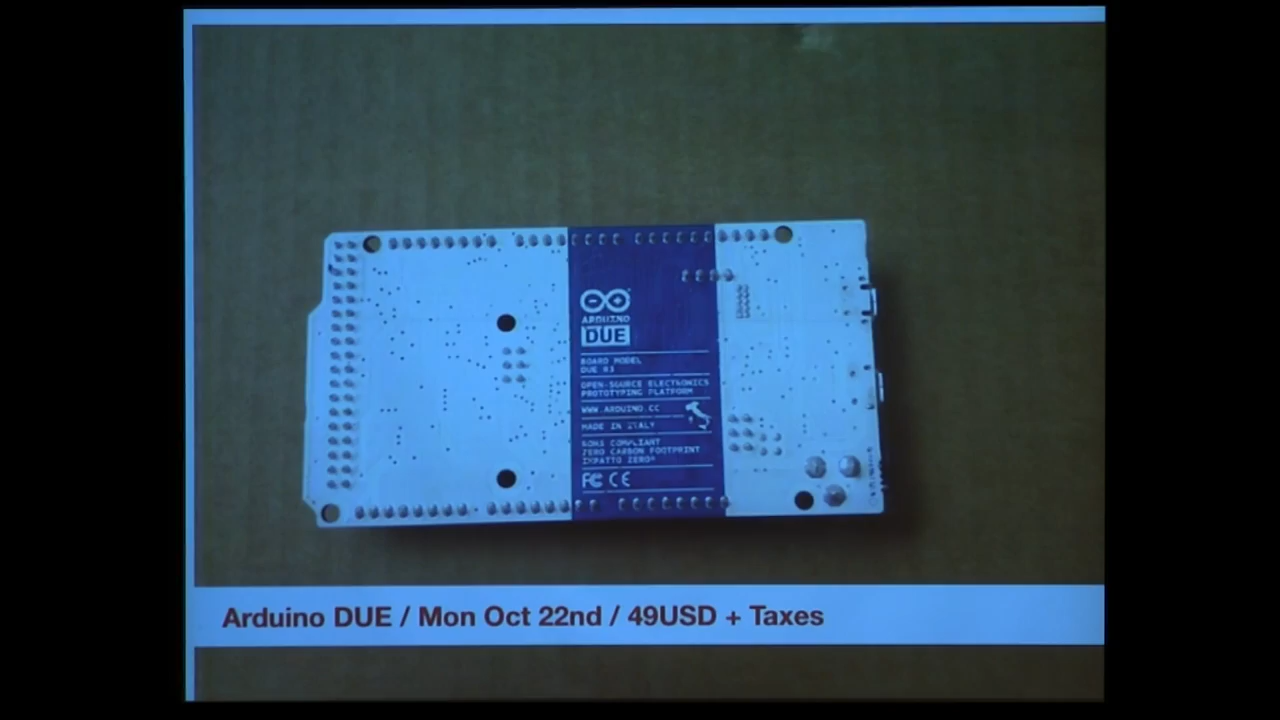 ARDUINO
DUE
BOARD MODEL
DUE R3
OPEN-SOURCE ELECTRONICS
PROTOTYPING PLATFORM
WWW.ARDUINO.CC
MADE IN ITALY
ROHS COMPLIANT
ZERO CARBON FOOTPRINT
IMPATTO ZERO®
FC CE
Arduino DUE / Mon Oct 22nd / 49USD + Taxes